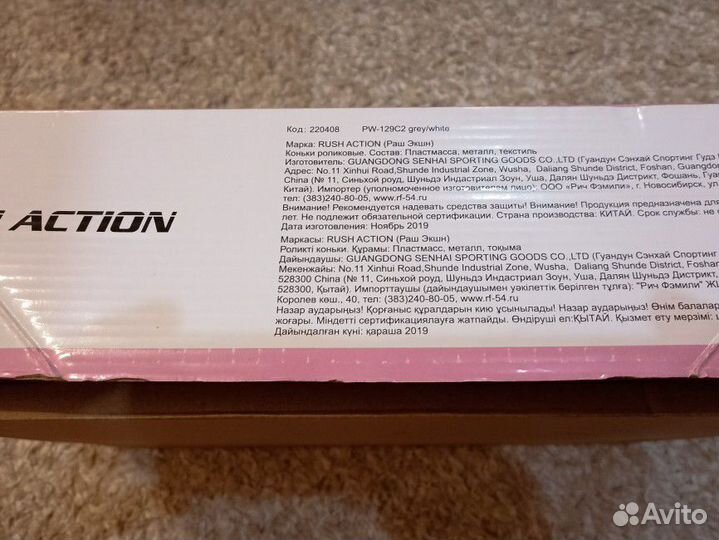 Код: 220408 PW-129C2 grey/white
Марка: RUSH ACTION (Раш Экшн)
Коньки роликовые. Состав: Пластмасса, металл, текстиль
Изготовитель: GUANGDONG SENHAI SPORTING GOODS CO.,LTD (Гуандун Сэнхай Спортинг Гудз
Адрес: No.11 Xinhui Road,Shunde Industrial Zone, Wusha, Daliang Shunde District, Foshan, Guangdong
China (№ 11, Синьхой роуд, Шуньдэ Индастриал Зоун, Уша, Далян Шуньдэ Дистрикт, Фошань, Гуан
Китай). Импортер (уполномоченное изготовителем лицо): ООО «Рич Фэмили», г. Новосибирск, ул
(383)240-80-05, www.rf-54.ru
Внимание! Рекомендуется надевать средства защиты! Внимание! Продукция предназначена для
лет. Не подлежит обязательной сертификации. Страна производства: КИТАЙ. Срок службы: не
Дата изготовления: Ноябрь 2019
ACTION
Маркасы: RUSH ACTION (Раш Экшн)
Роликті коньки. Құрамы: Пластмасс, металл, тоқыма
Дайындаушы: GUANGDONG SENHAI SPORTING GOODS CO.,LTD (Гуандун Сэнхай Спортинг
Мекенжайы: No.11 Xinhui Road,Shunde Industrial Zone, Wusha, Daliang Shunde District, Foshan
528300 China (№ 11, Синьхой роуд, Шуньдэ Индастриал Зоун, Уша, Далян Шуньдэ Дистрикт,
528300, Қытай). Импорттаушы (дайындаушымен уәкілеттік берілген тұлға): "Рич Фэмили" Ж
Королев көш., 40, тел: (383)240-80-05, www.rf-54.ru
Назар аударыңыз! Қорғаныс құралдарын кию ұсынылады! Назар аударыңыз! Өнім балалар
жоғары. Міндетті сертификациялауға жатпайды. Өндіруші ел:ҚЫТАЙ. Қызмет ету мерзімі:
Дайындалған күні: қараша 2019
Avito